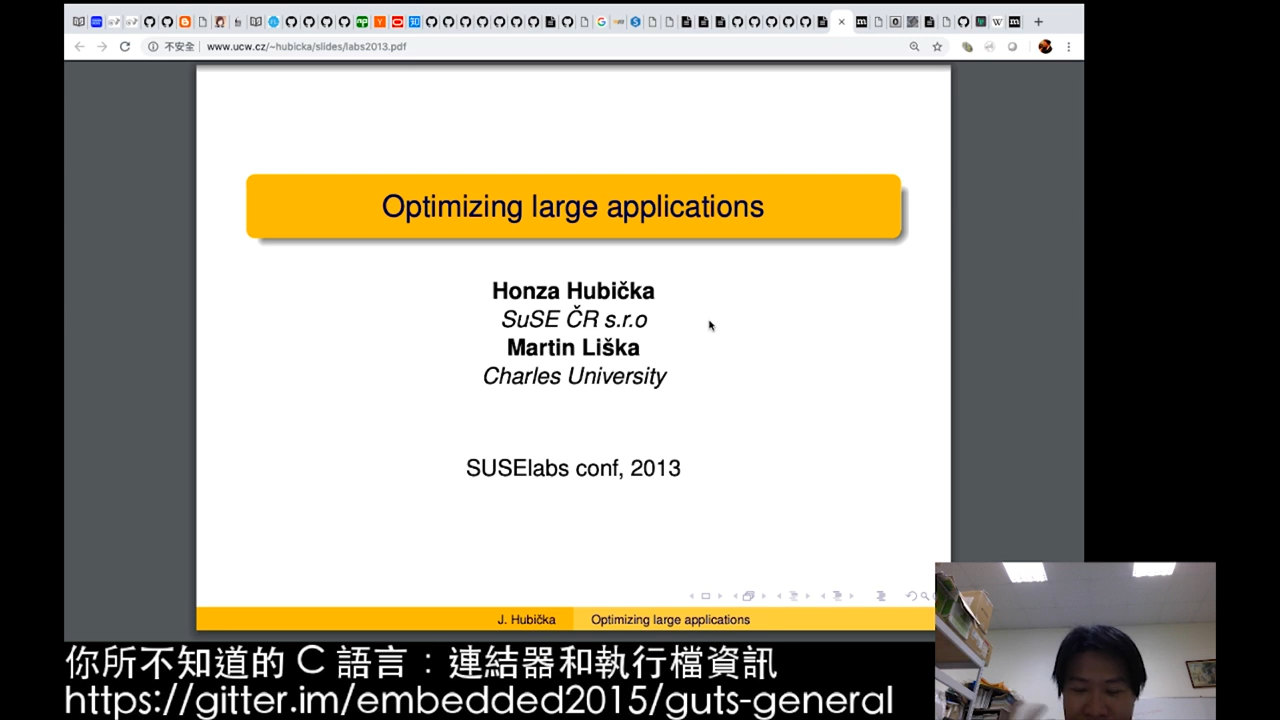 不安全 www.ucw.cz/~hubicka/slides/labs2013.pdf
Optimizing large applications
Honza Hubička
SuSE ČR s.r.o
Martin Liška
Charles University
SUSElabs conf, 2013
J. Hubička Optimizing large applications
你所不知道的 C 語言：連結器和執行檔資訊
https://gitter.im/embedded2015/guts-general